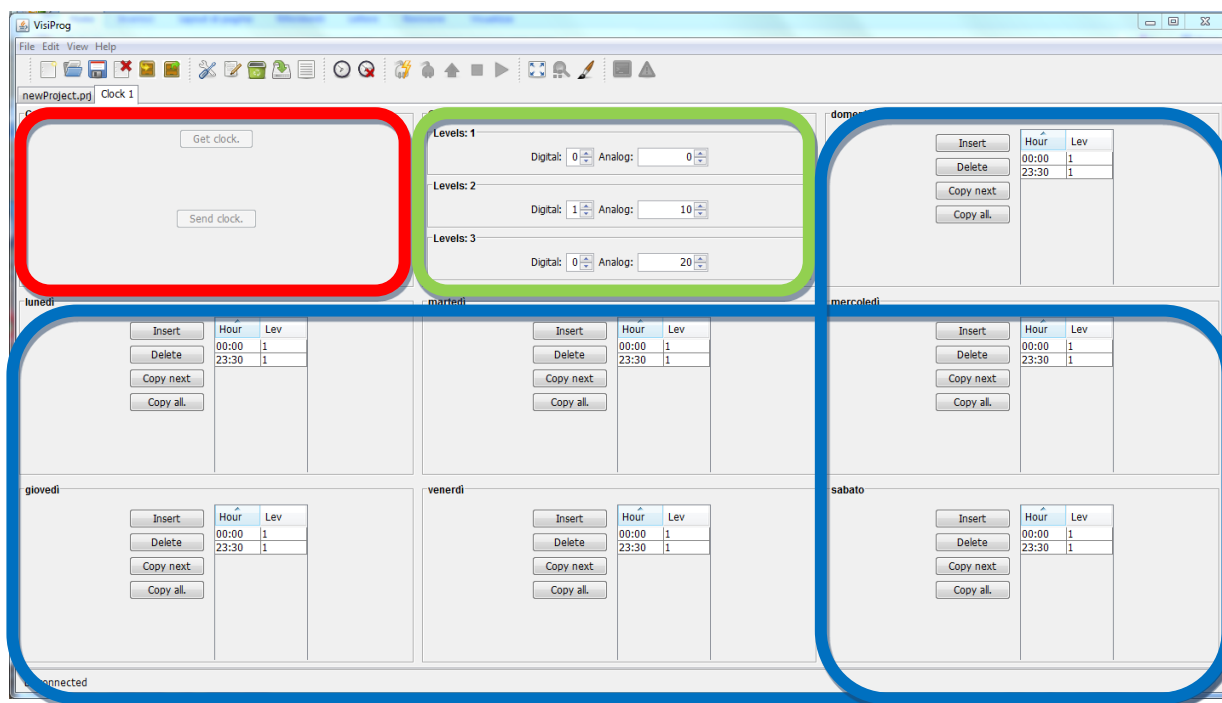 VisiProg
File Edit View Help
newProject.prj Clock 1
Get clock.
Send clock.
Levels: 1
Digital: 0 Analog: 0
Levels: 2
Digital: 1 Analog: 10
Levels: 3
Digital: 0 Analog: 20
Insert Hour Lev
Delete 00:00 1
23:30 1
Copy next
Copy all.
lunedì
Insert Hour Lev
Delete 00:00 1
23:30 1
Copy next
Copy all.
martedì
Insert Hour Lev
Delete 00:00 1
23:30 1
Copy next
Copy all.
mercoledì
Insert Hour Lev
Delete 00:00 1
23:30 1
Copy next
Copy all.
giovedì
Insert Hour Lev
Delete 00:00 1
23:30 1
Copy next
Copy all.
venerdì
Insert Hour Lev
Delete 00:00 1
23:30 1
Copy next
Copy all.
sabato
Insert Hour Lev
Delete 00:00 1
23:30 1
Copy next
Copy all.